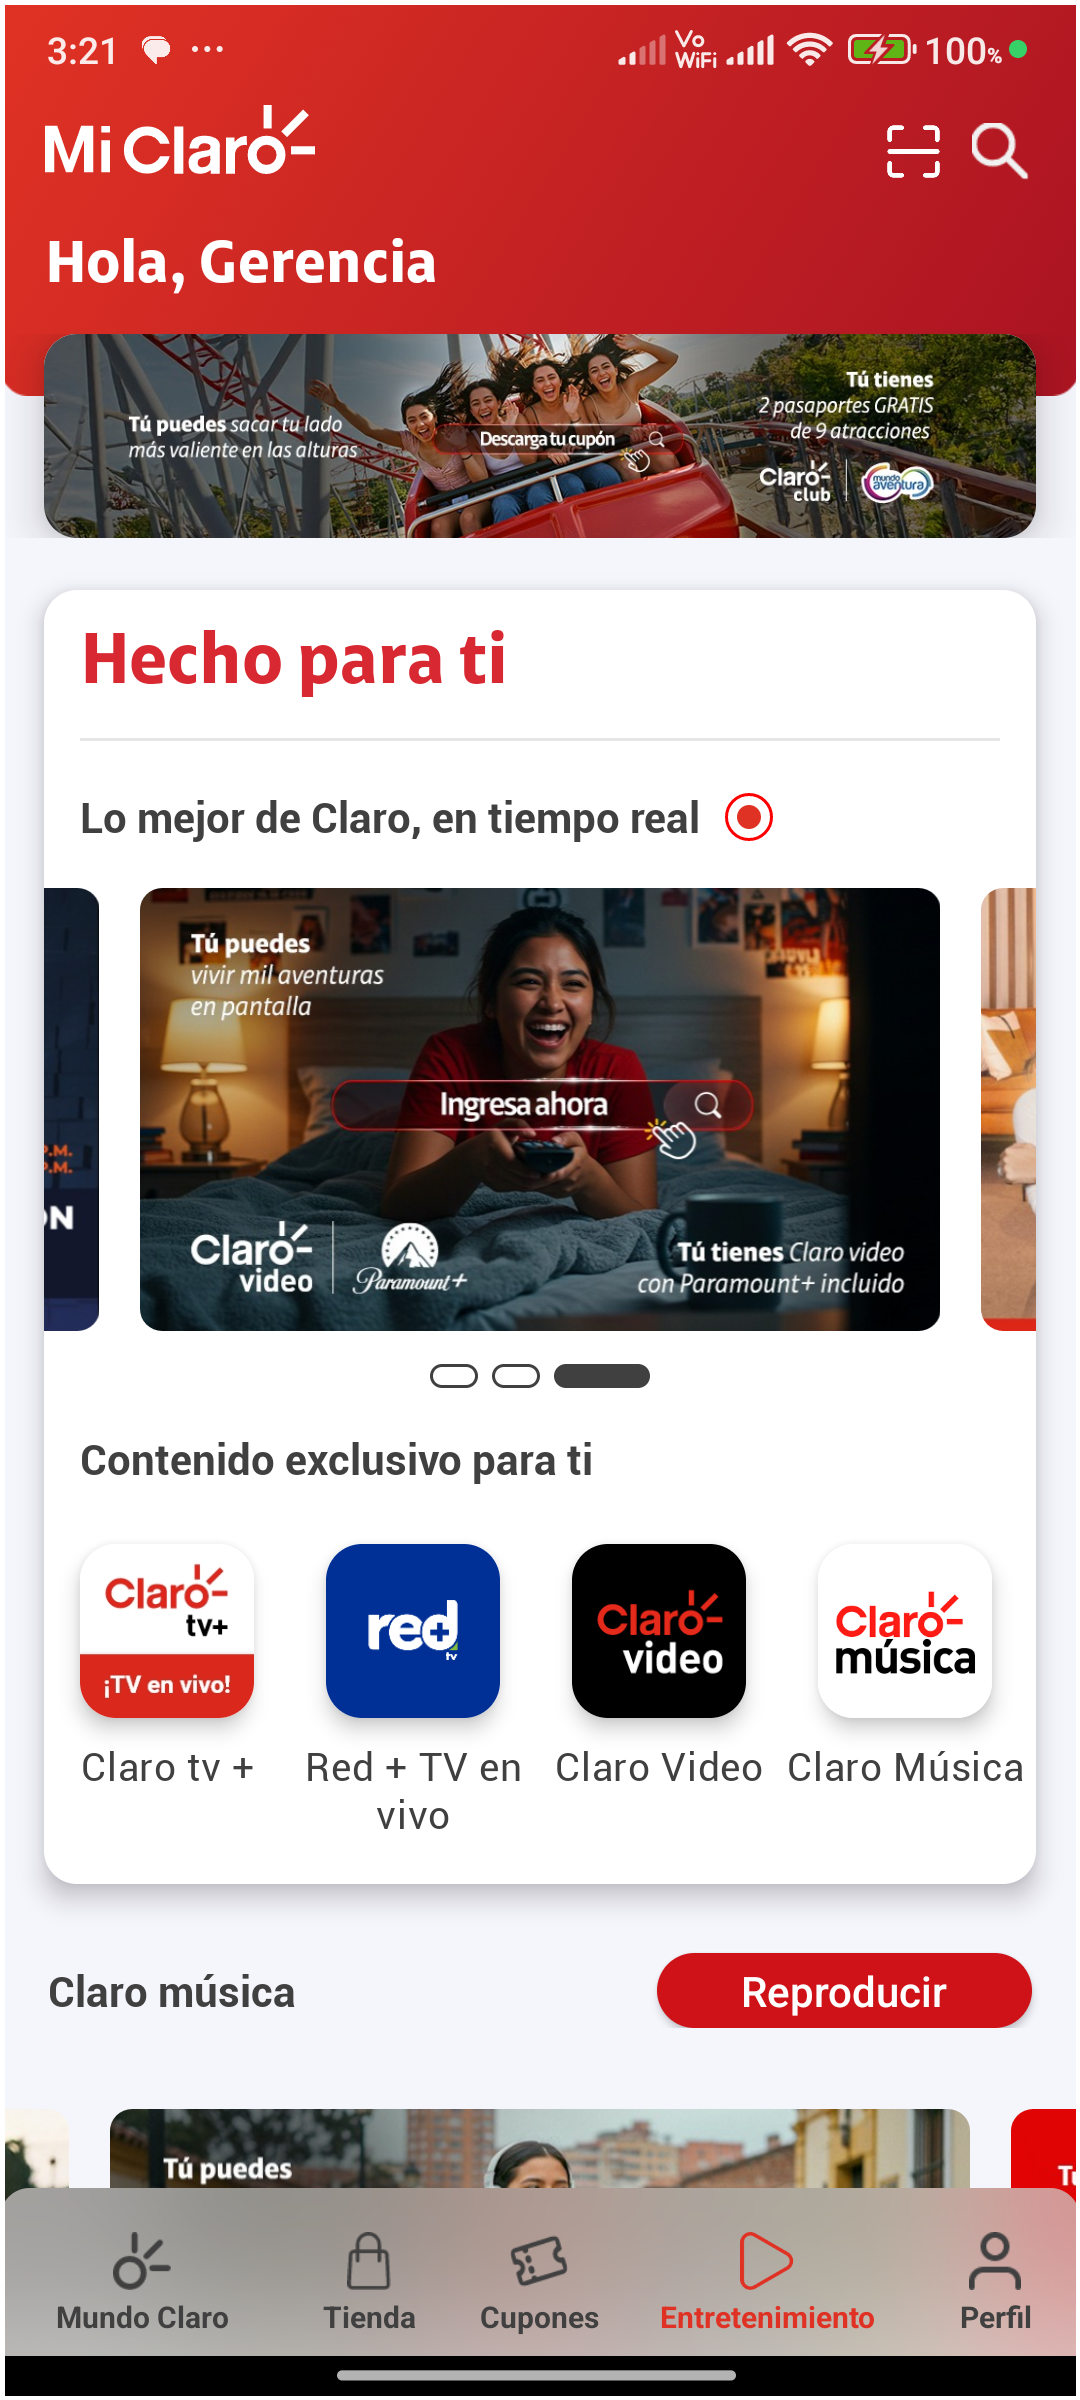 3:21
Vo
WiFi
100%
Mi Claro
Hola, Gerencia
Tú puedes sacar tu lado
más valiente en las alturas
Descarga tu cupón
Tú tienes
2 pasaportes GRATIS
de 9 atracciones
Claro
club
mundo
aventura
Hecho para ti
Lo mejor de Claro, en tiempo real
P.M.
P.M.
ON
Tú puedes
vivir mil aventuras
en pantalla
Ingresa ahora
Claro
video
Paramount+
Tú tienes Claro video
con Paramount+ incluido
Contenido exclusivo para ti
Claro
tv+
¡TV en vivo!
red+
tv
Claro
video
Claro
música
Claro tv +
Red + TV en
vivo
Claro Video
Claro Música
Claro música
Reproducir
Tú puedes
Mundo Claro
Tienda
Cupones
Entretenimiento
Perfil